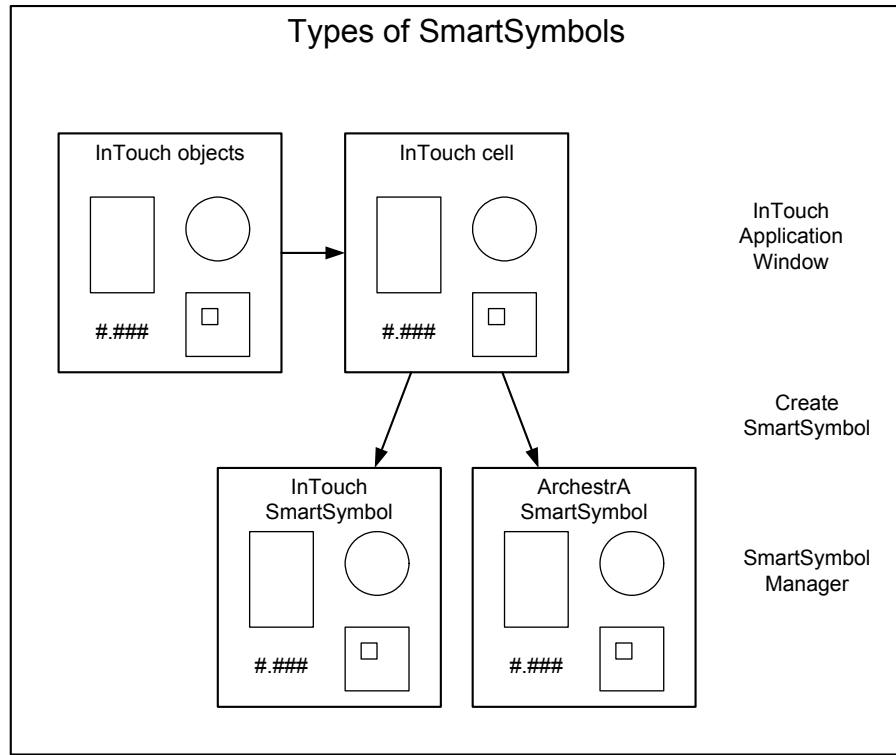 Types of SmartSymbols
InTouch objects
#.###
InTouch cell
#.###
InTouch
Application
Window
Create
SmartSymbol
InTouch
SmartSymbol
#.###
ArchestrA
SmartSymbol
#.###
SmartSymbol
Manager